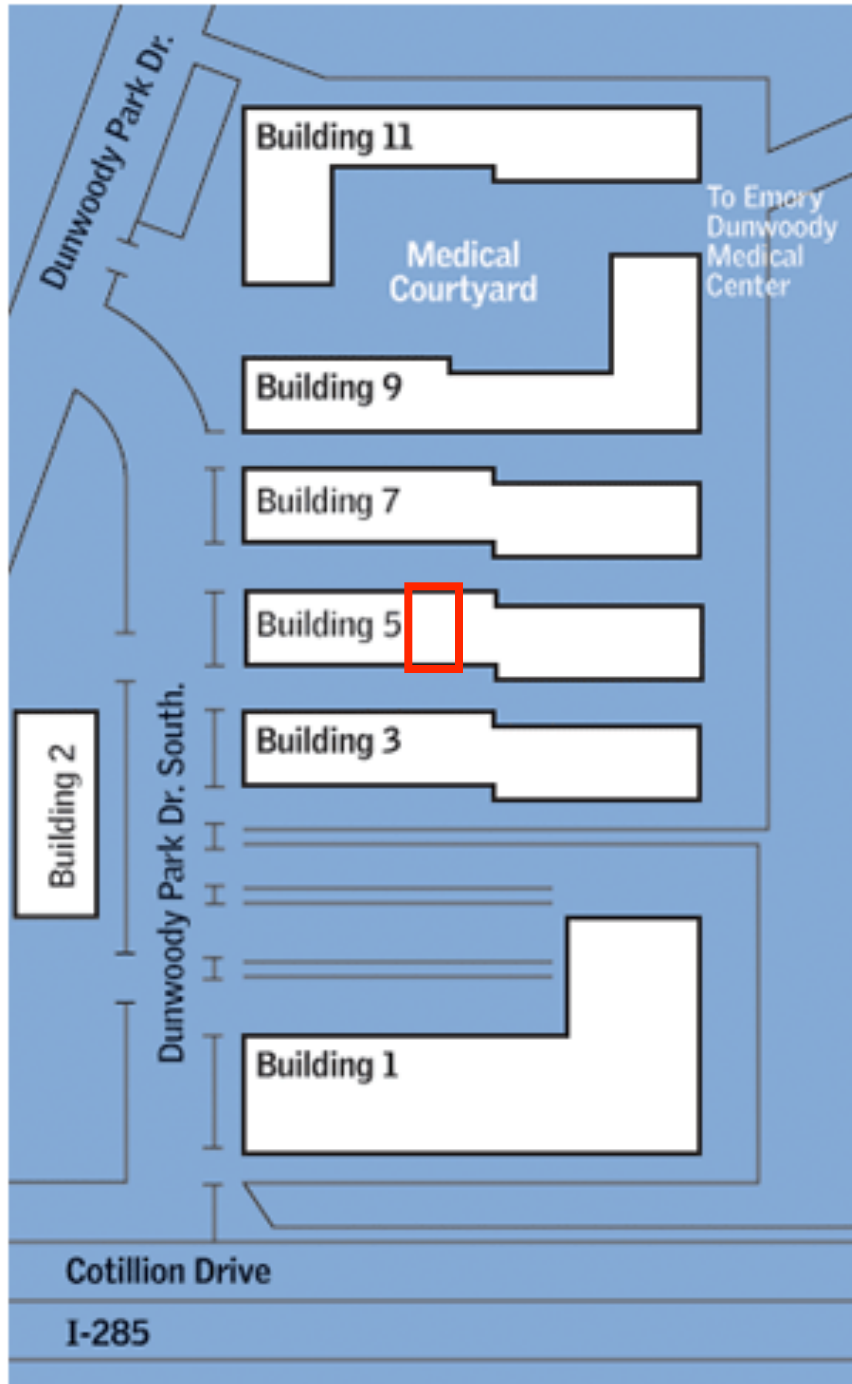 Dunwoody Park Dr.
Building 11
To Emory
Dunwoody
Medical
Center
Medical
Courtyard
Building 9
Building 7
Building 5
Building 3
Building 2
Dunwoody Park Dr. South.
Building 1
Cotillion Drive
I-285